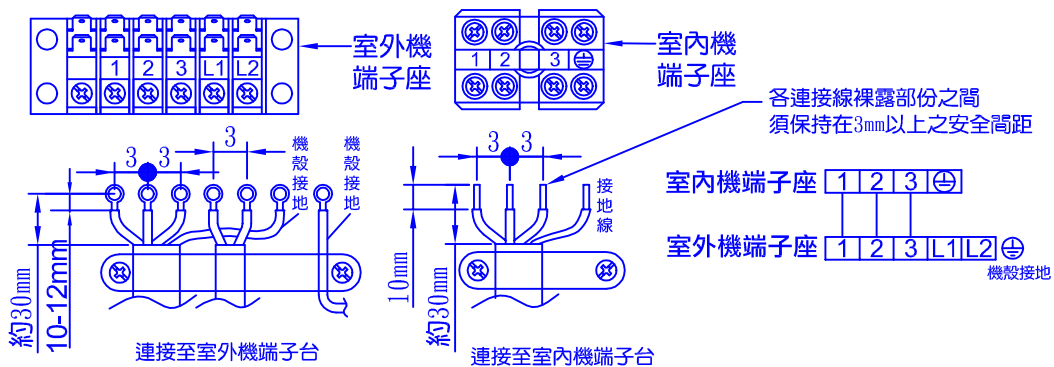 1 2 3 L1 L2
室外機
端子座
1 2 3
室內機
端子座
各連接線裸露部份之間
須保持在3mm以上之安全間距
3 3 3
機殼接地
機殼接地
約30mm
10-12mm
連接至室外機端子台
3 3
接地線
10mm
約30mm
連接至室內機端子台
室內機端子座 1 2 3
室外機端子座 1 2 3 L1 L2
機殼接地